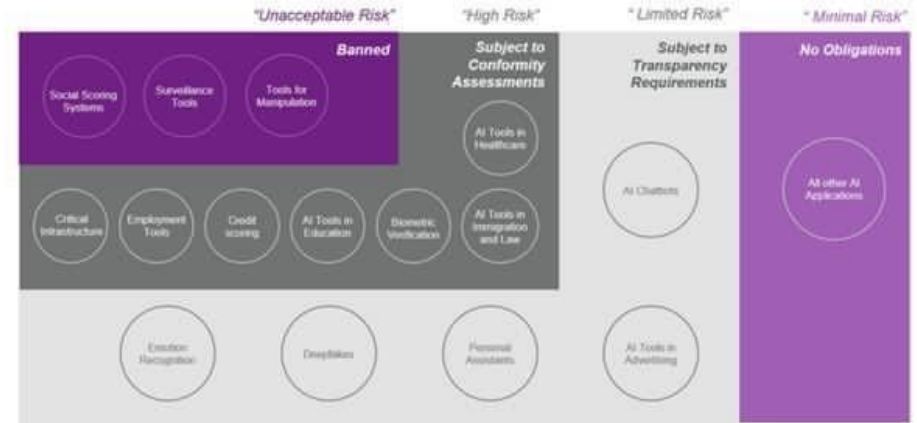 "Unacceptable Risk"
"High Risk"
"Limited Risk"
"Minimal Risk"
Banned
Subject to
Conformity
Assessments
Subject to
Transparency
Requirements
No Obligations
Social Scoring
Systems
Surveillance
Tools
Tools for
Manipulation
AI Tools in
Healthcare
AI Chatbots
All other AI
Applications
Critical
Infrastructure
Employment
Tools
Credit
scoring
AI Tools in
Education
Biometric
Verification
AI Tools in
Immigration
and Law
Emotion
Recognition
Deepfakes
Personal
Assistants
AI Tools in
Advertising